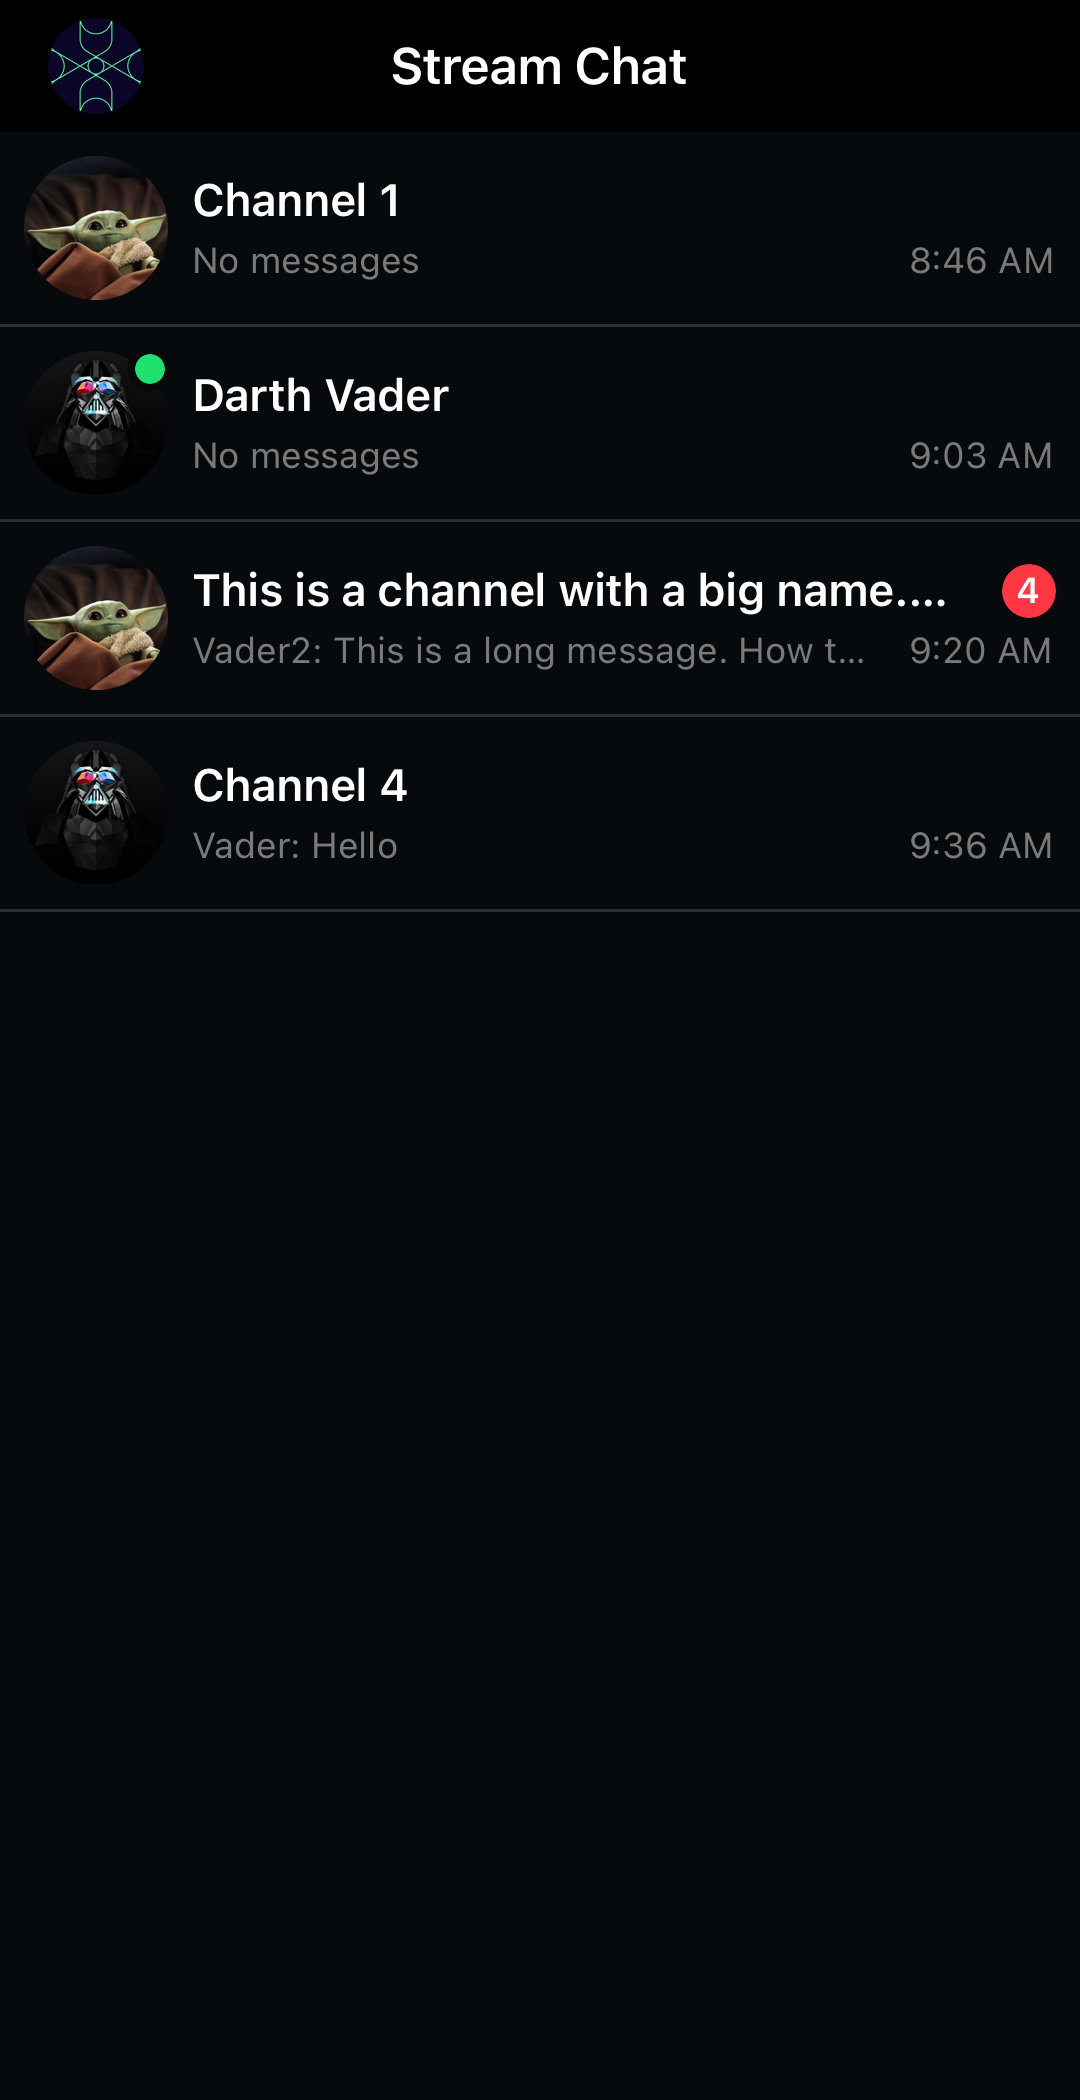 Stream Chat
Channel 1
No messages
8:46 AM
Darth Vader
No messages
9:03 AM
This is a channel with a big name....
4
Vader2: This is a long message. How t...
9:20 AM
Channel 4
Vader: Hello
9:36 AM